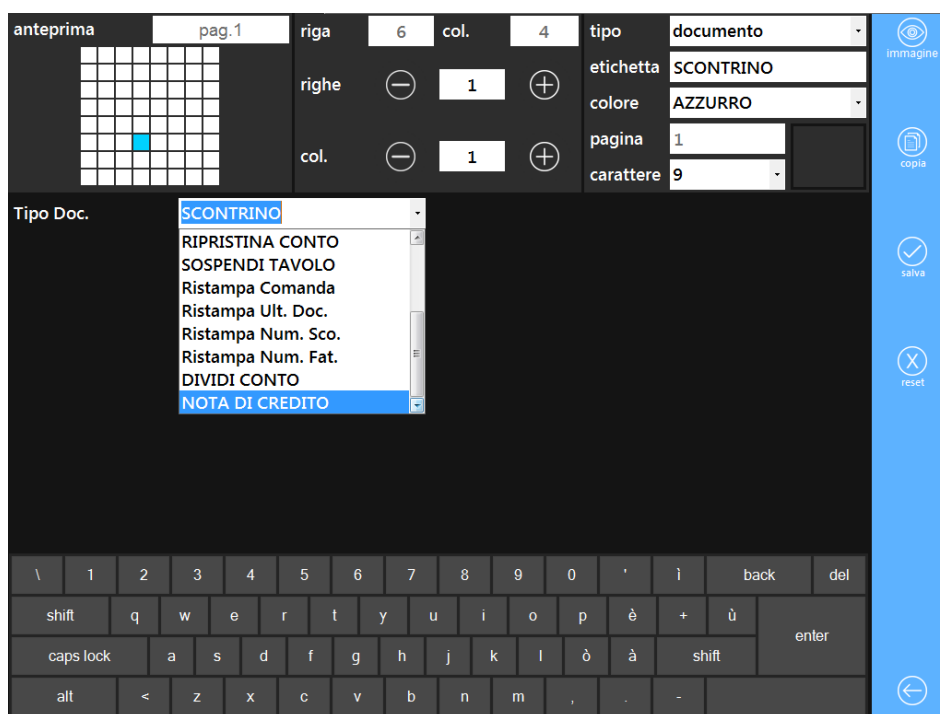 anteprima pag.1 riga 6 col. 4 tipo documento
immagine
etichetta SCONTRINO
righe 1
colore AZZURRO
pagina 1
copia
col. 1
carattere 9
Tipo Doc. SCONTRINO
RIPRISTINA CONTO
SOSPENDI TAVOLO
salva
Ristampa Comanda
Ristampa Ult. Doc.
Ristampa Num. Sco.
Ristampa Num. Fat.
X
DIVIDI CONTO
reset
NOTA DI CREDITO
\ 1 2 3 4 5 6 7 8 9 0 ' ì back del
shift q w e r t y u i o p è + ù
enter
caps lock a s d f g h j k l ò à shift
alt < z x c v b n m , . -